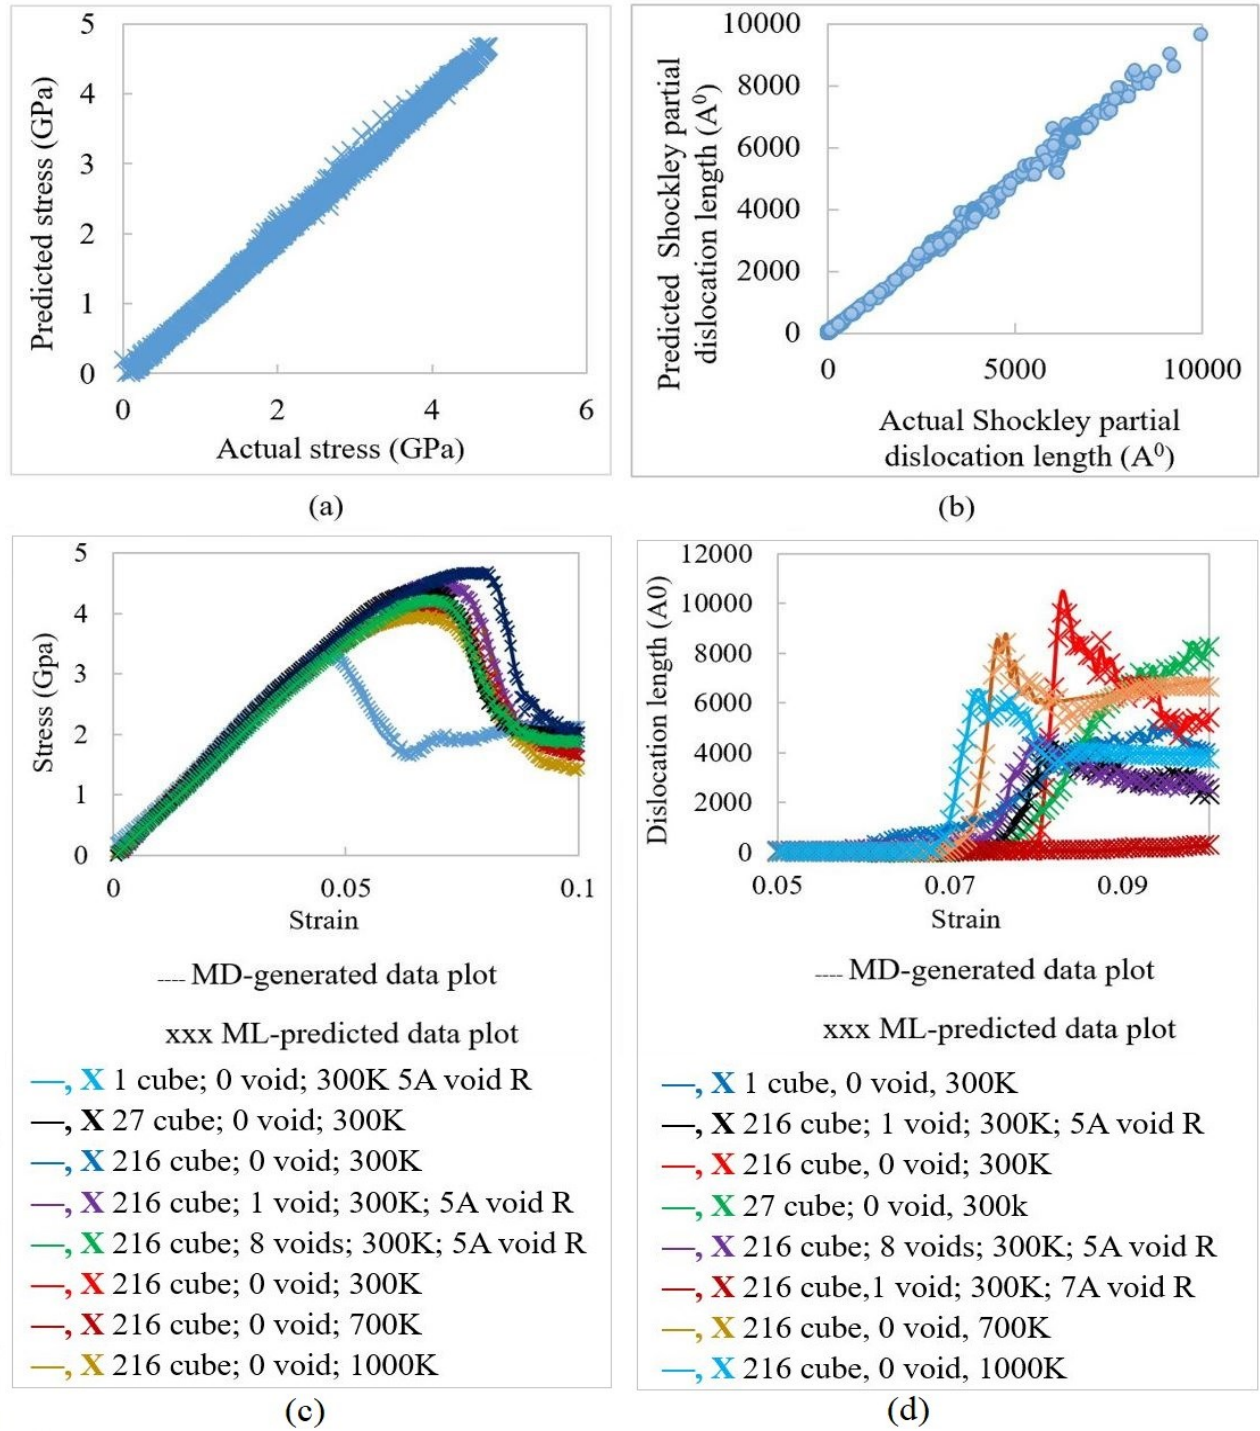 5
4
3
2
1
0
Predicted stress (GPa)
0 2 4 6
Actual stress (GPa)
(a)
10000
8000
6000
4000
2000
0
Predicted Shockley partial
dislocation length (A⁰)
0 5000 10000
Actual Shockley partial
dislocation length (A⁰)
(b)
5
4
3
2
1
0
Stress (Gpa)
0 0.05 0.1
Strain
---- MD-generated data plot
xxx ML-predicted data plot
—, X 1 cube; 0 void; 300K 5A void R
—, X 27 cube; 0 void; 300K
—, X 216 cube; 0 void; 300K
—, X 216 cube; 1 void; 300K; 5A void R
—, X 216 cube; 8 voids; 300K; 5A void R
—, X 216 cube; 0 void; 300K
—, X 216 cube; 0 void; 700K
—, X 216 cube; 0 void; 1000K
(c)
12000
10000
8000
6000
4000
2000
0
Dislocation length (A0)
0.05 0.07 0.09
Strain
---- MD-generated data plot
xxx ML-predicted data plot
—, X 1 cube, 0 void, 300K
—, X 216 cube; 1 void; 300K; 5A void R
—, X 216 cube, 0 void; 300K
—, X 27 cube; 0 void, 300k
—, X 216 cube; 8 voids; 300K; 5A void R
—, X 216 cube,1 void; 300K; 7A void R
—, X 216 cube, 0 void, 700K
—, X 216 cube, 0 void, 1000K
(d)